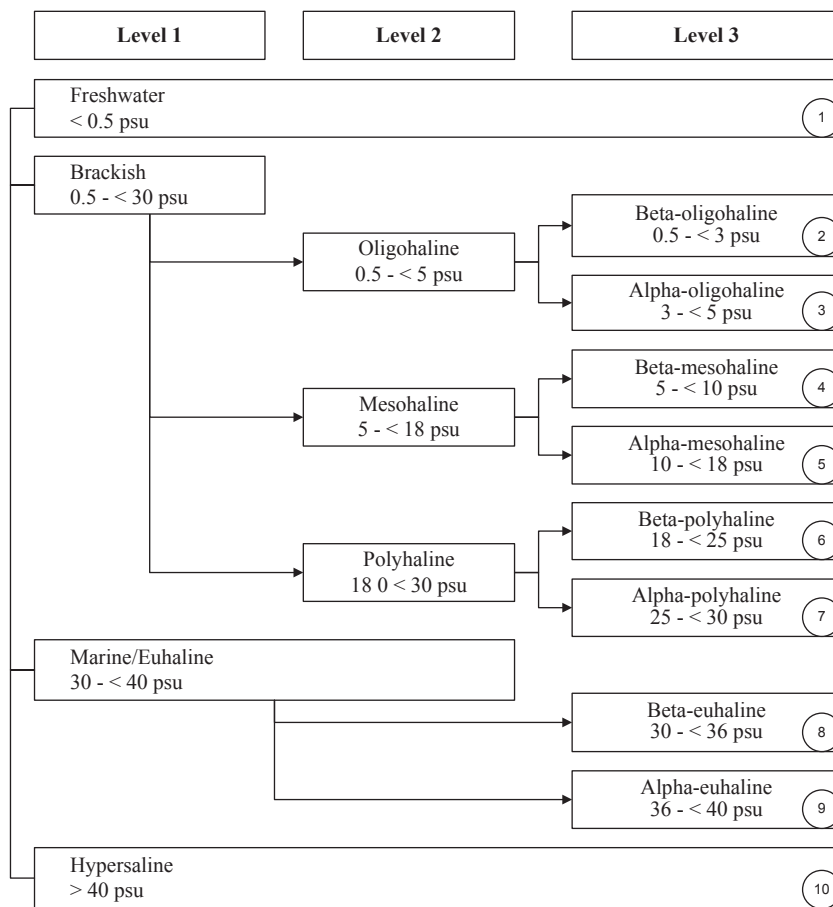 Level 1
Level 2
Level 3
Freshwater
< 0.5 psu
1
Brackish
0.5 - < 30 psu
Oligohaline
0.5 - < 5 psu
Beta-oligohaline
0.5 - < 3 psu
2
Alpha-oligohaline
3 - < 5 psu
3
Mesohaline
5 - < 18 psu
Beta-mesohaline
5 - < 10 psu
4
Alpha-mesohaline
10 - < 18 psu
5
Polyhaline
18 0 < 30 psu
Beta-polyhaline
18 - < 25 psu
6
Alpha-polyhaline
25 - < 30 psu
7
Marine/Euhaline
30 - < 40 psu
Beta-euhaline
30 - < 36 psu
8
Alpha-euhaline
36 - < 40 psu
9
Hypersaline
> 40 psu
10